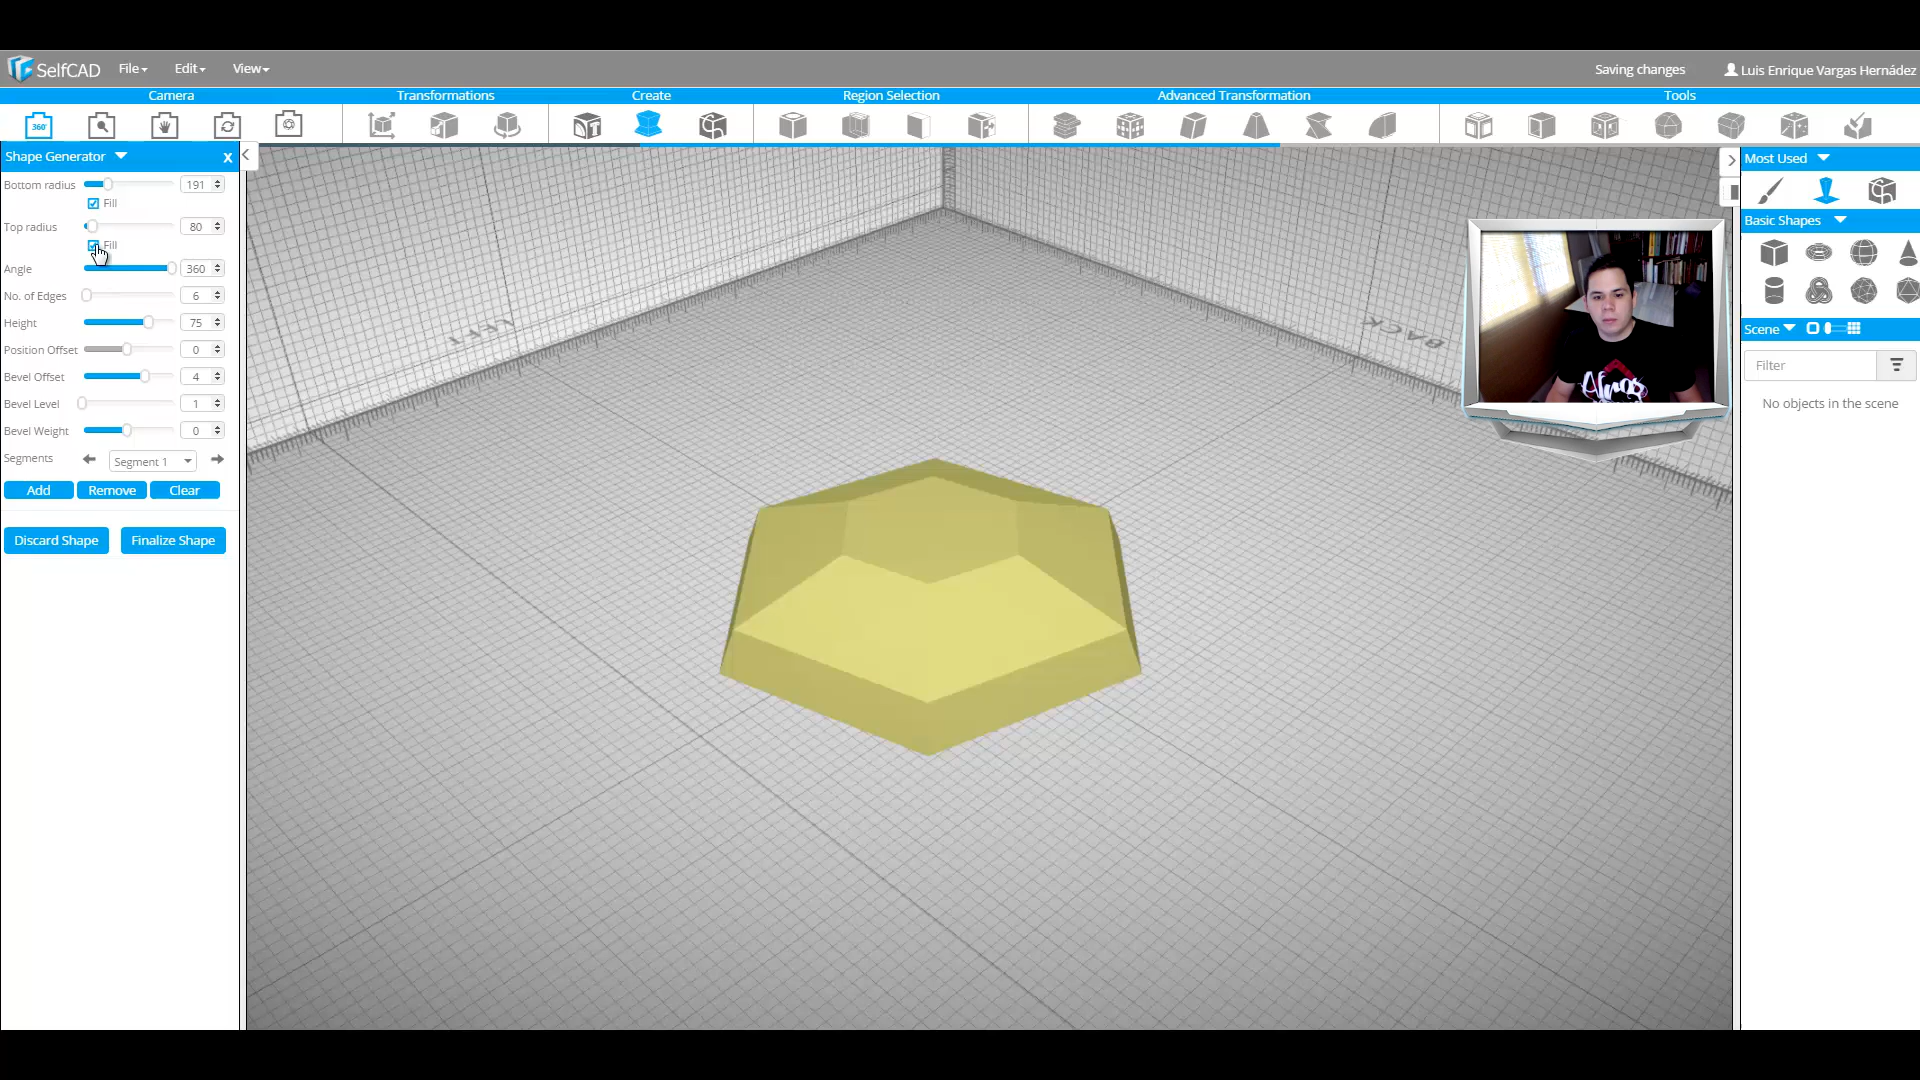 SelfCAD File Edit View Saving changes Luis Enrique Vargas Hernández
Camera Transformations Create Region Selection Advanced Transformation Tools
360°
Shape Generator x
Bottom radius 191
Fill
Top radius 80
Fill
Angle 360
No. of Edges 6
Height 75
Position Offset 0
Bevel Offset 4
Bevel Level 1
Bevel Weight 0
Segments Segment 1
Add Remove Clear
Discard Shape Finalize Shape
LEFT
BACK
Most Used
Basic Shapes
Scene
Filter
No objects in the scene